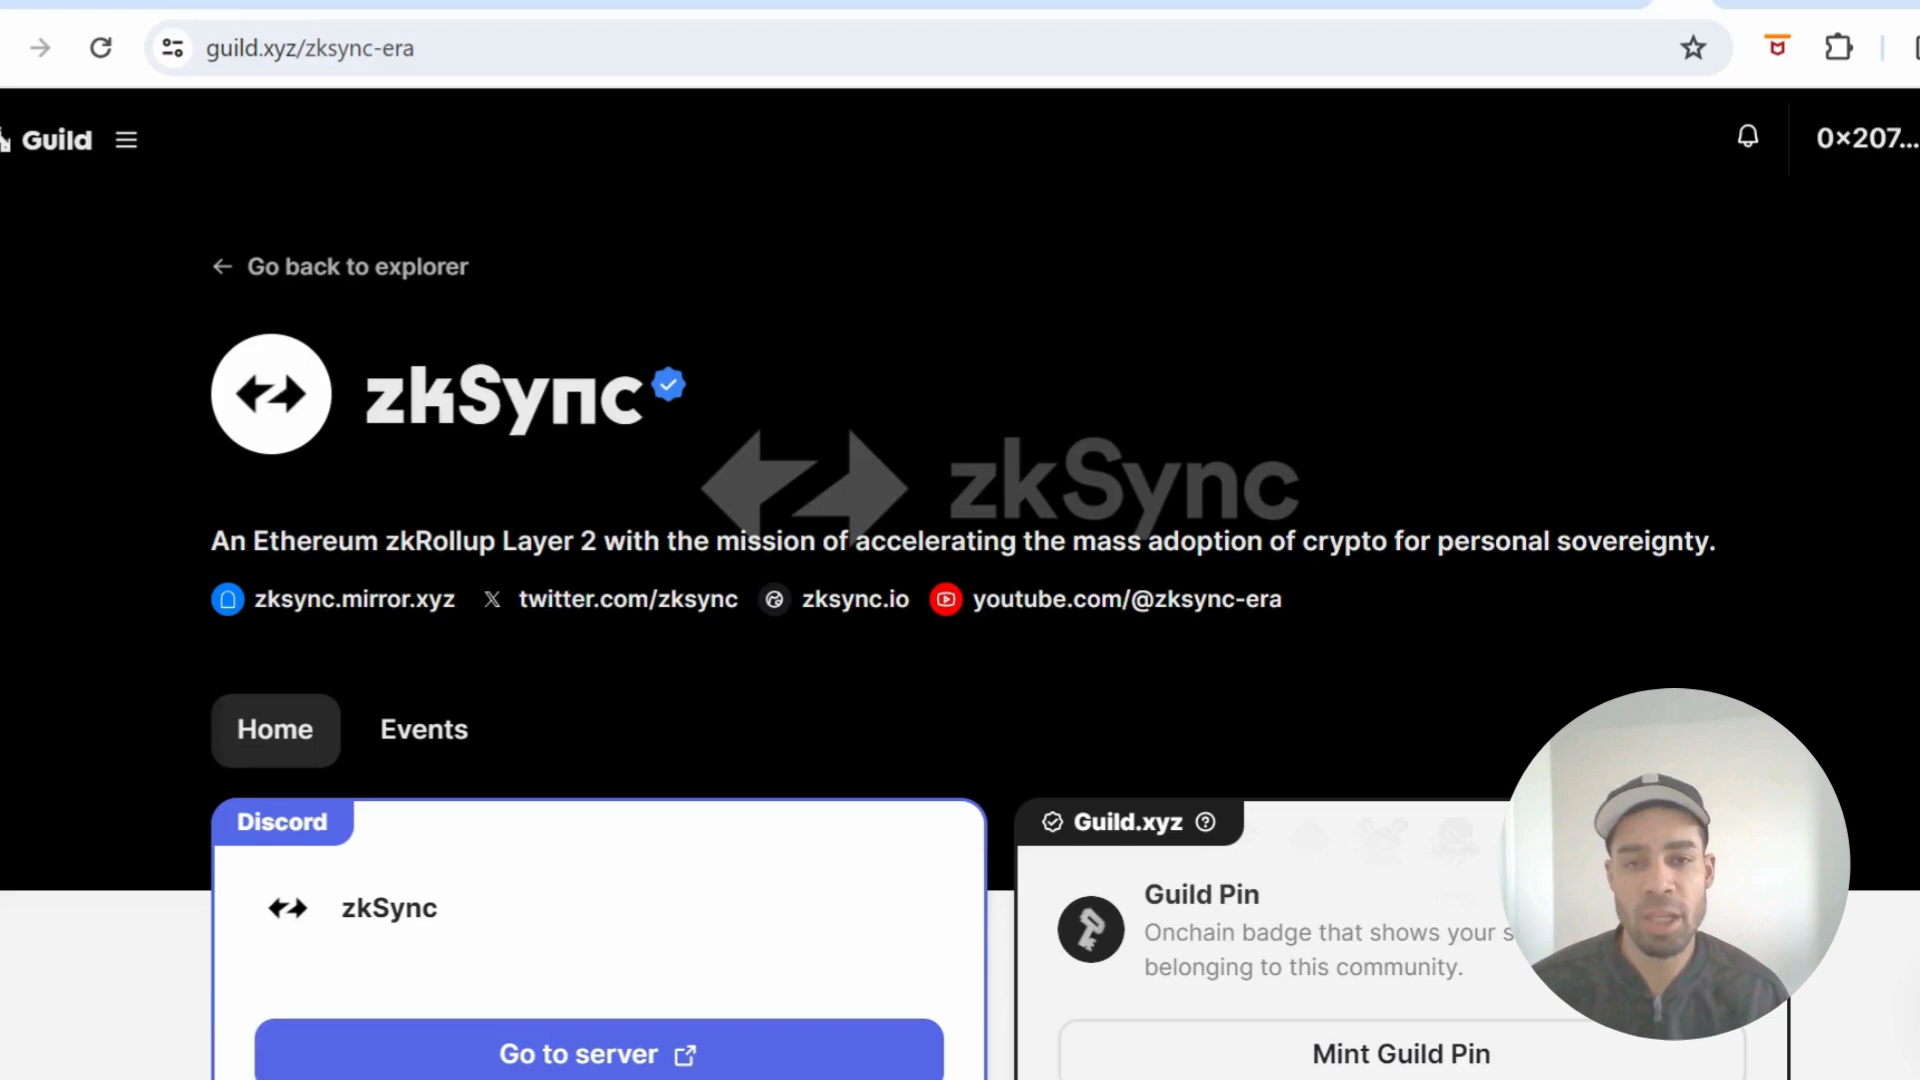 guild.xyz/zksync-era
Guild
0×207...
Go back to explorer
zkSync
zkSync
An Ethereum zkRollup Layer 2 with the mission of accelerating the mass adoption of crypto for personal sovereignty.
zksync.mirror.xyz twitter.com/zksync zksync.io youtube.com/@zksync-era
Home Events
Discord
zkSync
Go to server
Guild.xyz
Guild Pin
Onchain badge that shows your
belonging to this community.
Mint Guild Pin